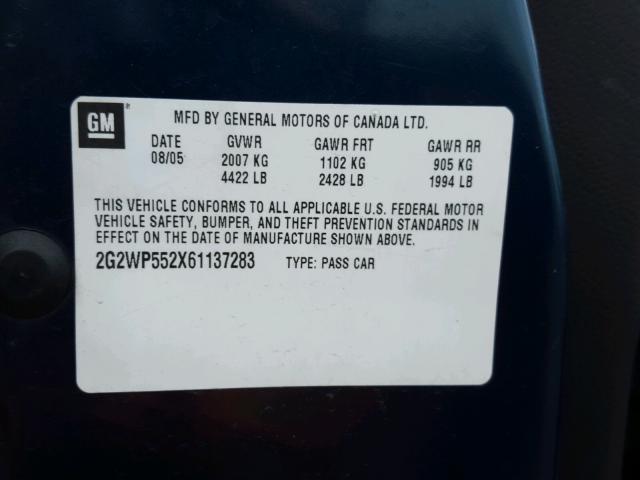 GM
MFD BY GENERAL MOTORS OF CANADA LTD.
DATE GVWR GAWR FRT GAWR RR
08/05 2007 KG 1102 KG 905 KG
4422 LB 2428 LB 1994 LB
THIS VEHICLE CONFORMS TO ALL APPLICABLE U.S. FEDERAL MOTOR
VEHICLE SAFETY, BUMPER, AND THEFT PREVENTION STANDARDS IN
EFFECT ON THE DATE OF MANUFACTURE SHOWN ABOVE.
2G2WP552X61137283 TYPE: PASS CAR